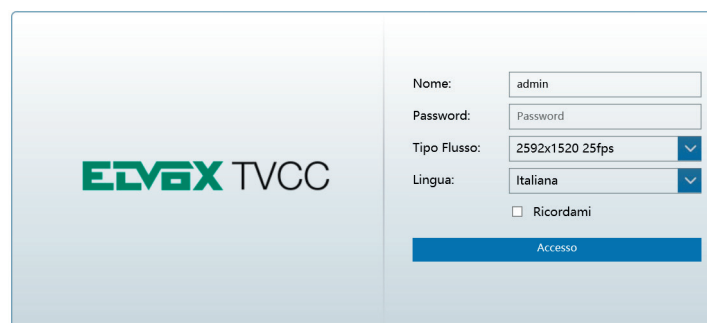 ELVOX TVCC
Nome: admin
Password: Password
Tipo Flusso: 2592x1520 25fps
Lingua: Italiana
Ricordami
Accesso